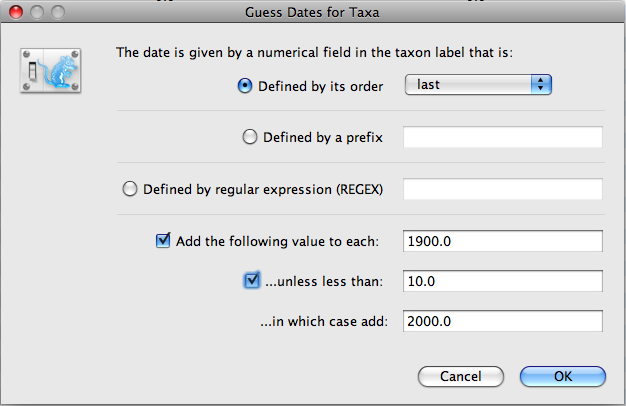 Guess Dates for Taxa
The date is given by a numerical field in the taxon label that is:
Defined by its order last
Defined by a prefix
Defined by regular expression (REGEX)
Add the following value to each: 1900.0
...unless less than: 10.0
...in which case add: 2000.0
Cancel OK